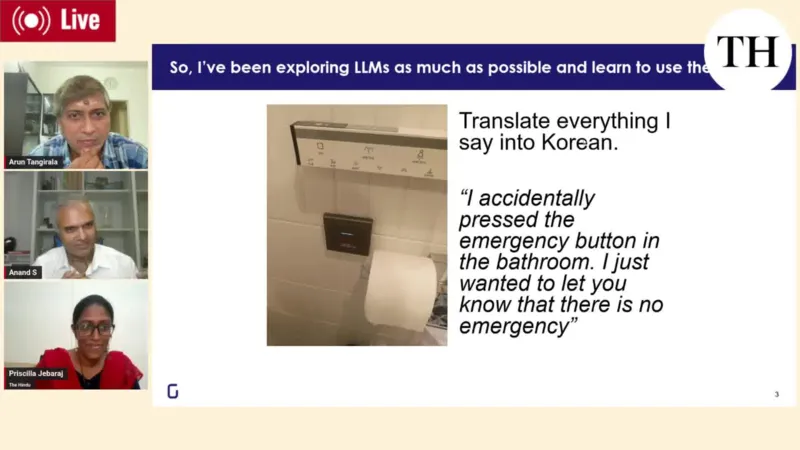 Live
TH
So, I've been exploring LLMs as much as possible and learn to use the
Arun Tangirala
Anand S
Priscilla Jebaraj
The Hindu
Translate everything I
say into Korean.
“I accidentally
pressed the
emergency button in
the bathroom. I just
wanted to let you
know that there is no
emergency”
3